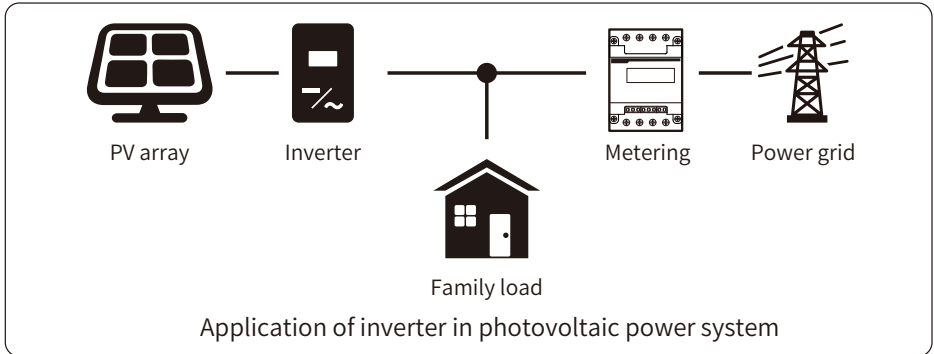 PV array
Inverter
Metering
Power grid
Family load
Application of inverter in photovoltaic power system